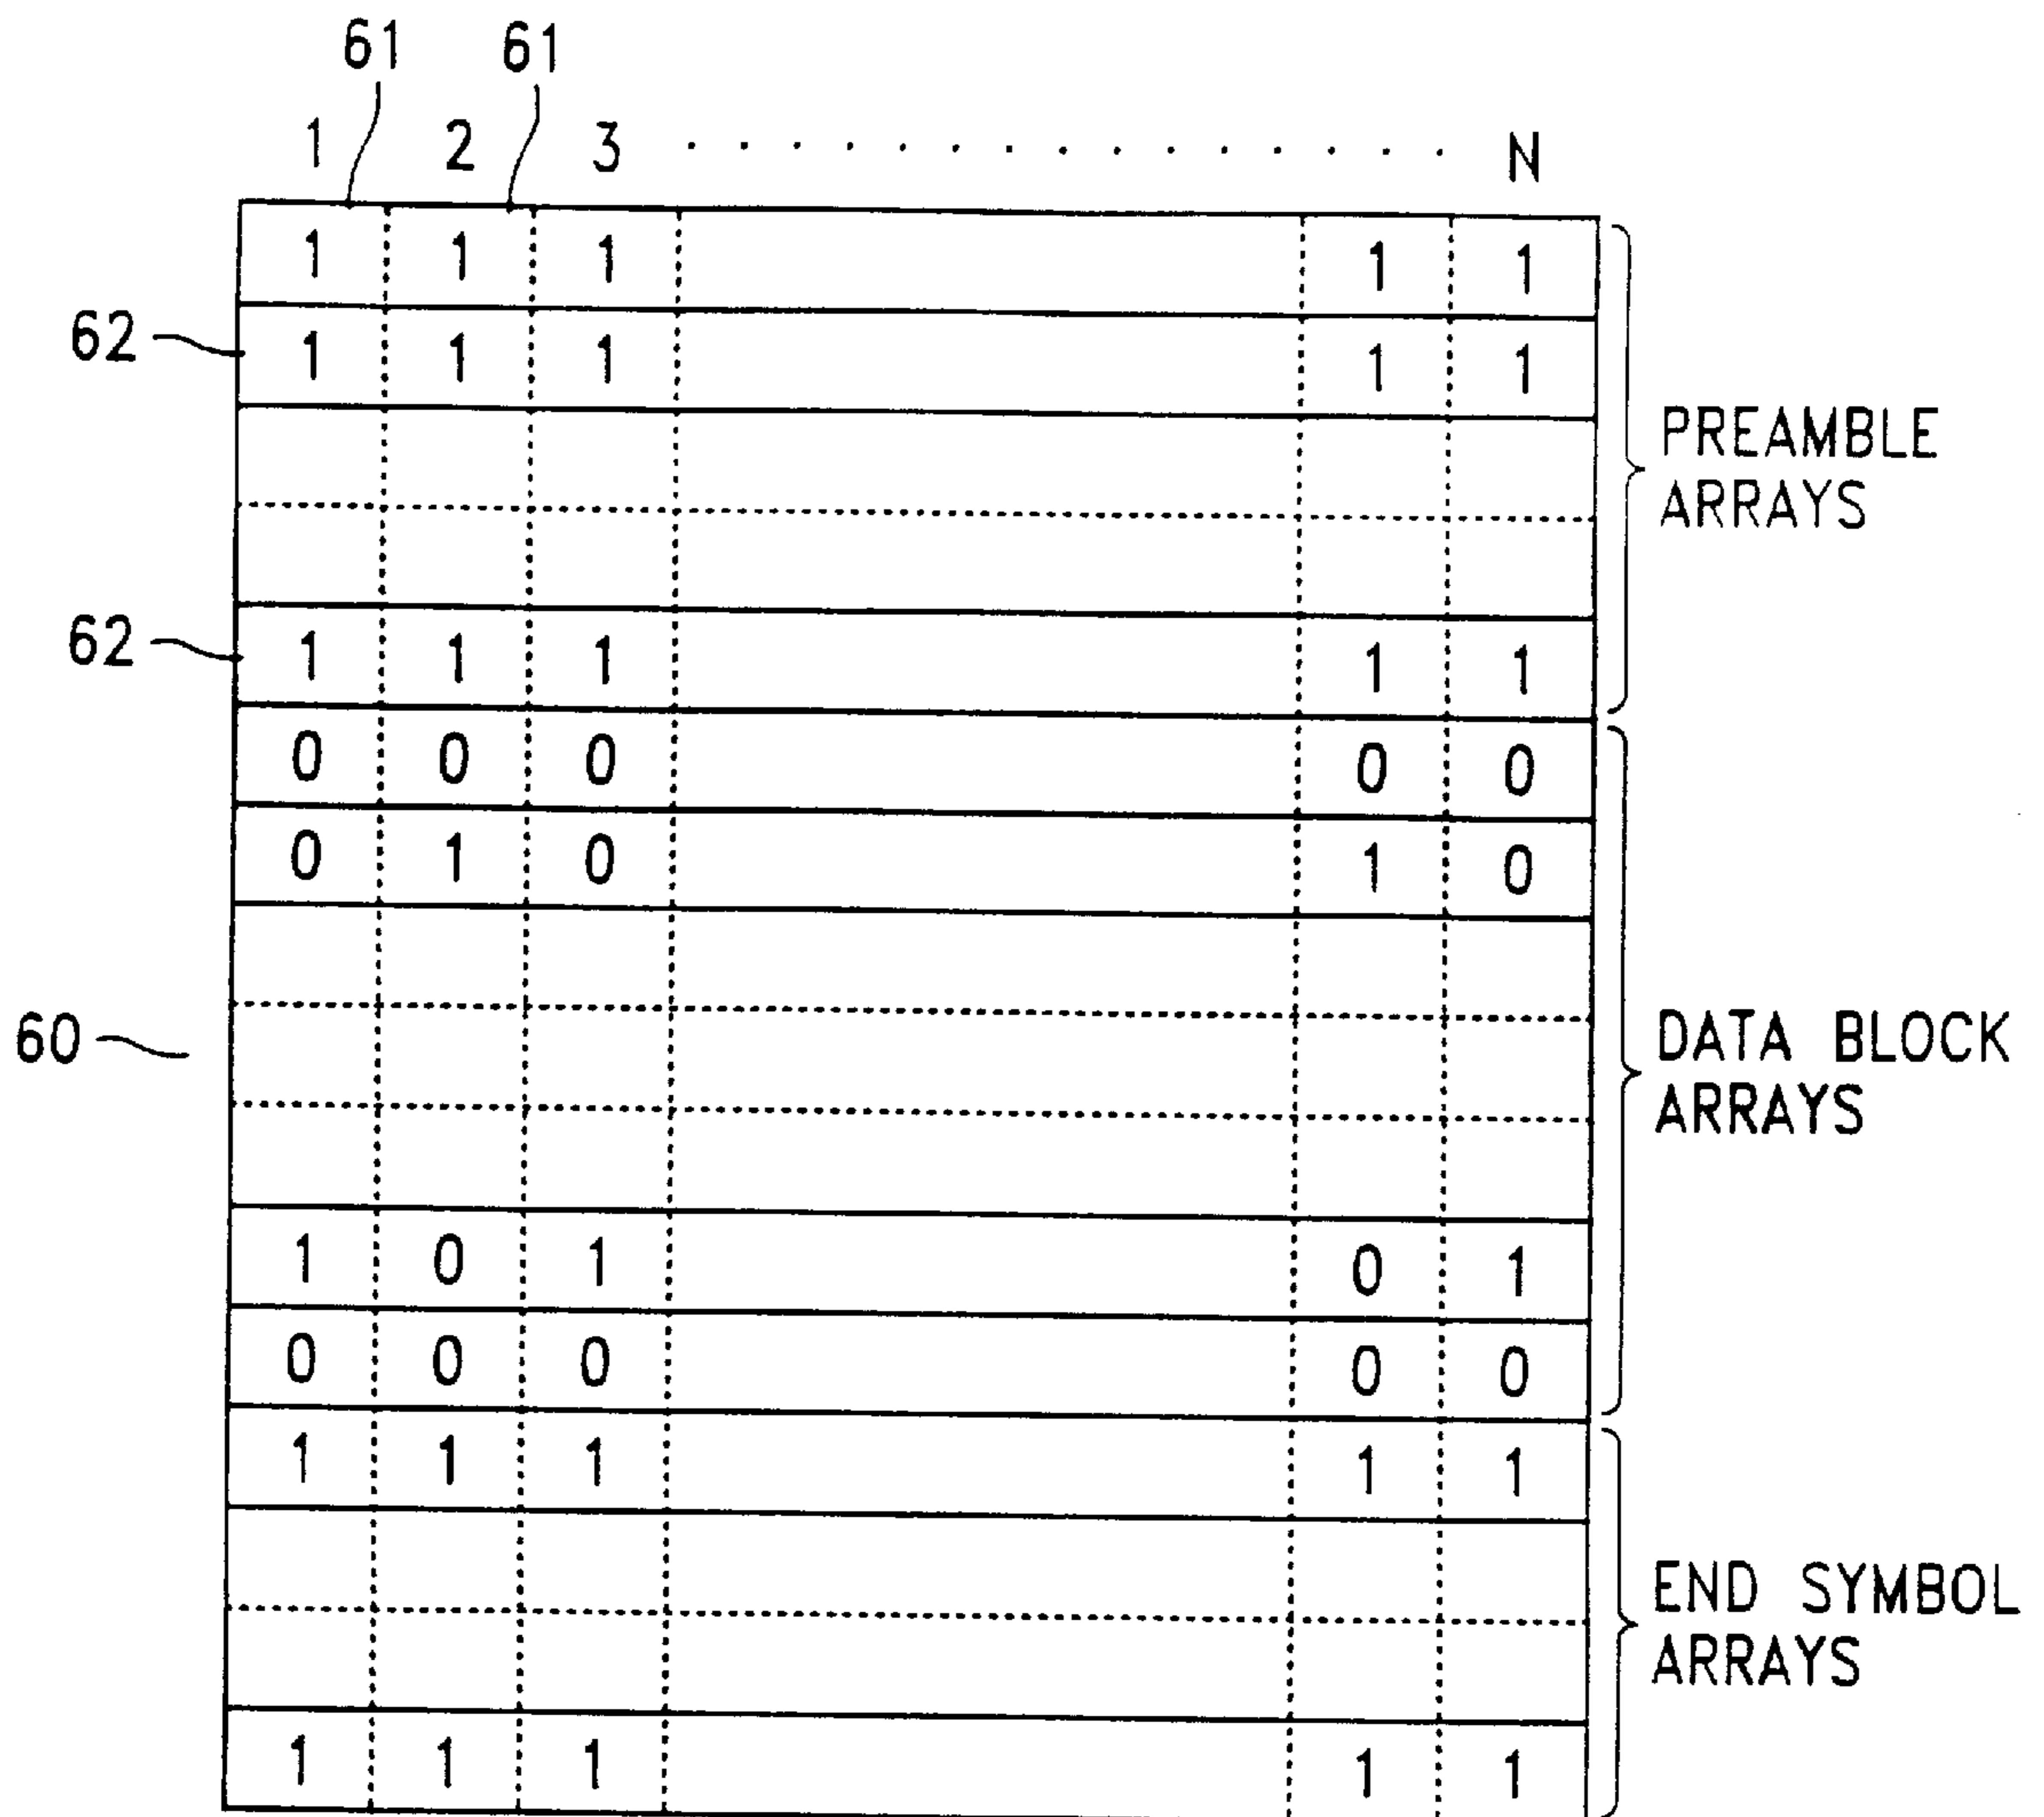 61 61
1 2 3 . . . . . . . . . . . . . . . N
1 1 1 1 1
62 1 1 1 1 1
PREAMBLE
ARRAYS
62 1 1 1 1 1
0 0 0 0 0
0 1 0 1 0
60
DATA BLOCK
ARRAYS
1 0 1 0 1
0 0 0 0 0
1 1 1 1 1
END SYMBOL
ARRAYS
1 1 1 1 1